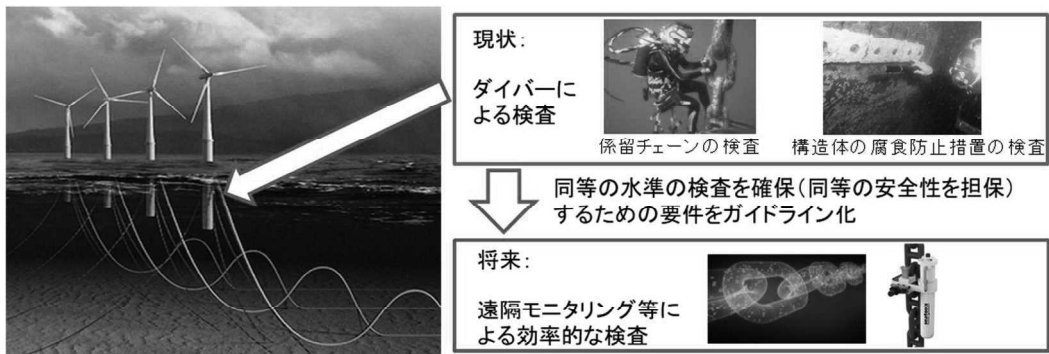 現状:
ダイバーに
よる検査
係留チェーンの検査
構造体の腐食防止措置の検査
同等の水準の検査を確保(同等の安全性を担保)
するための要件をガイドライン化
将来:
遠隔モニタリング等に
よる効率的な検査